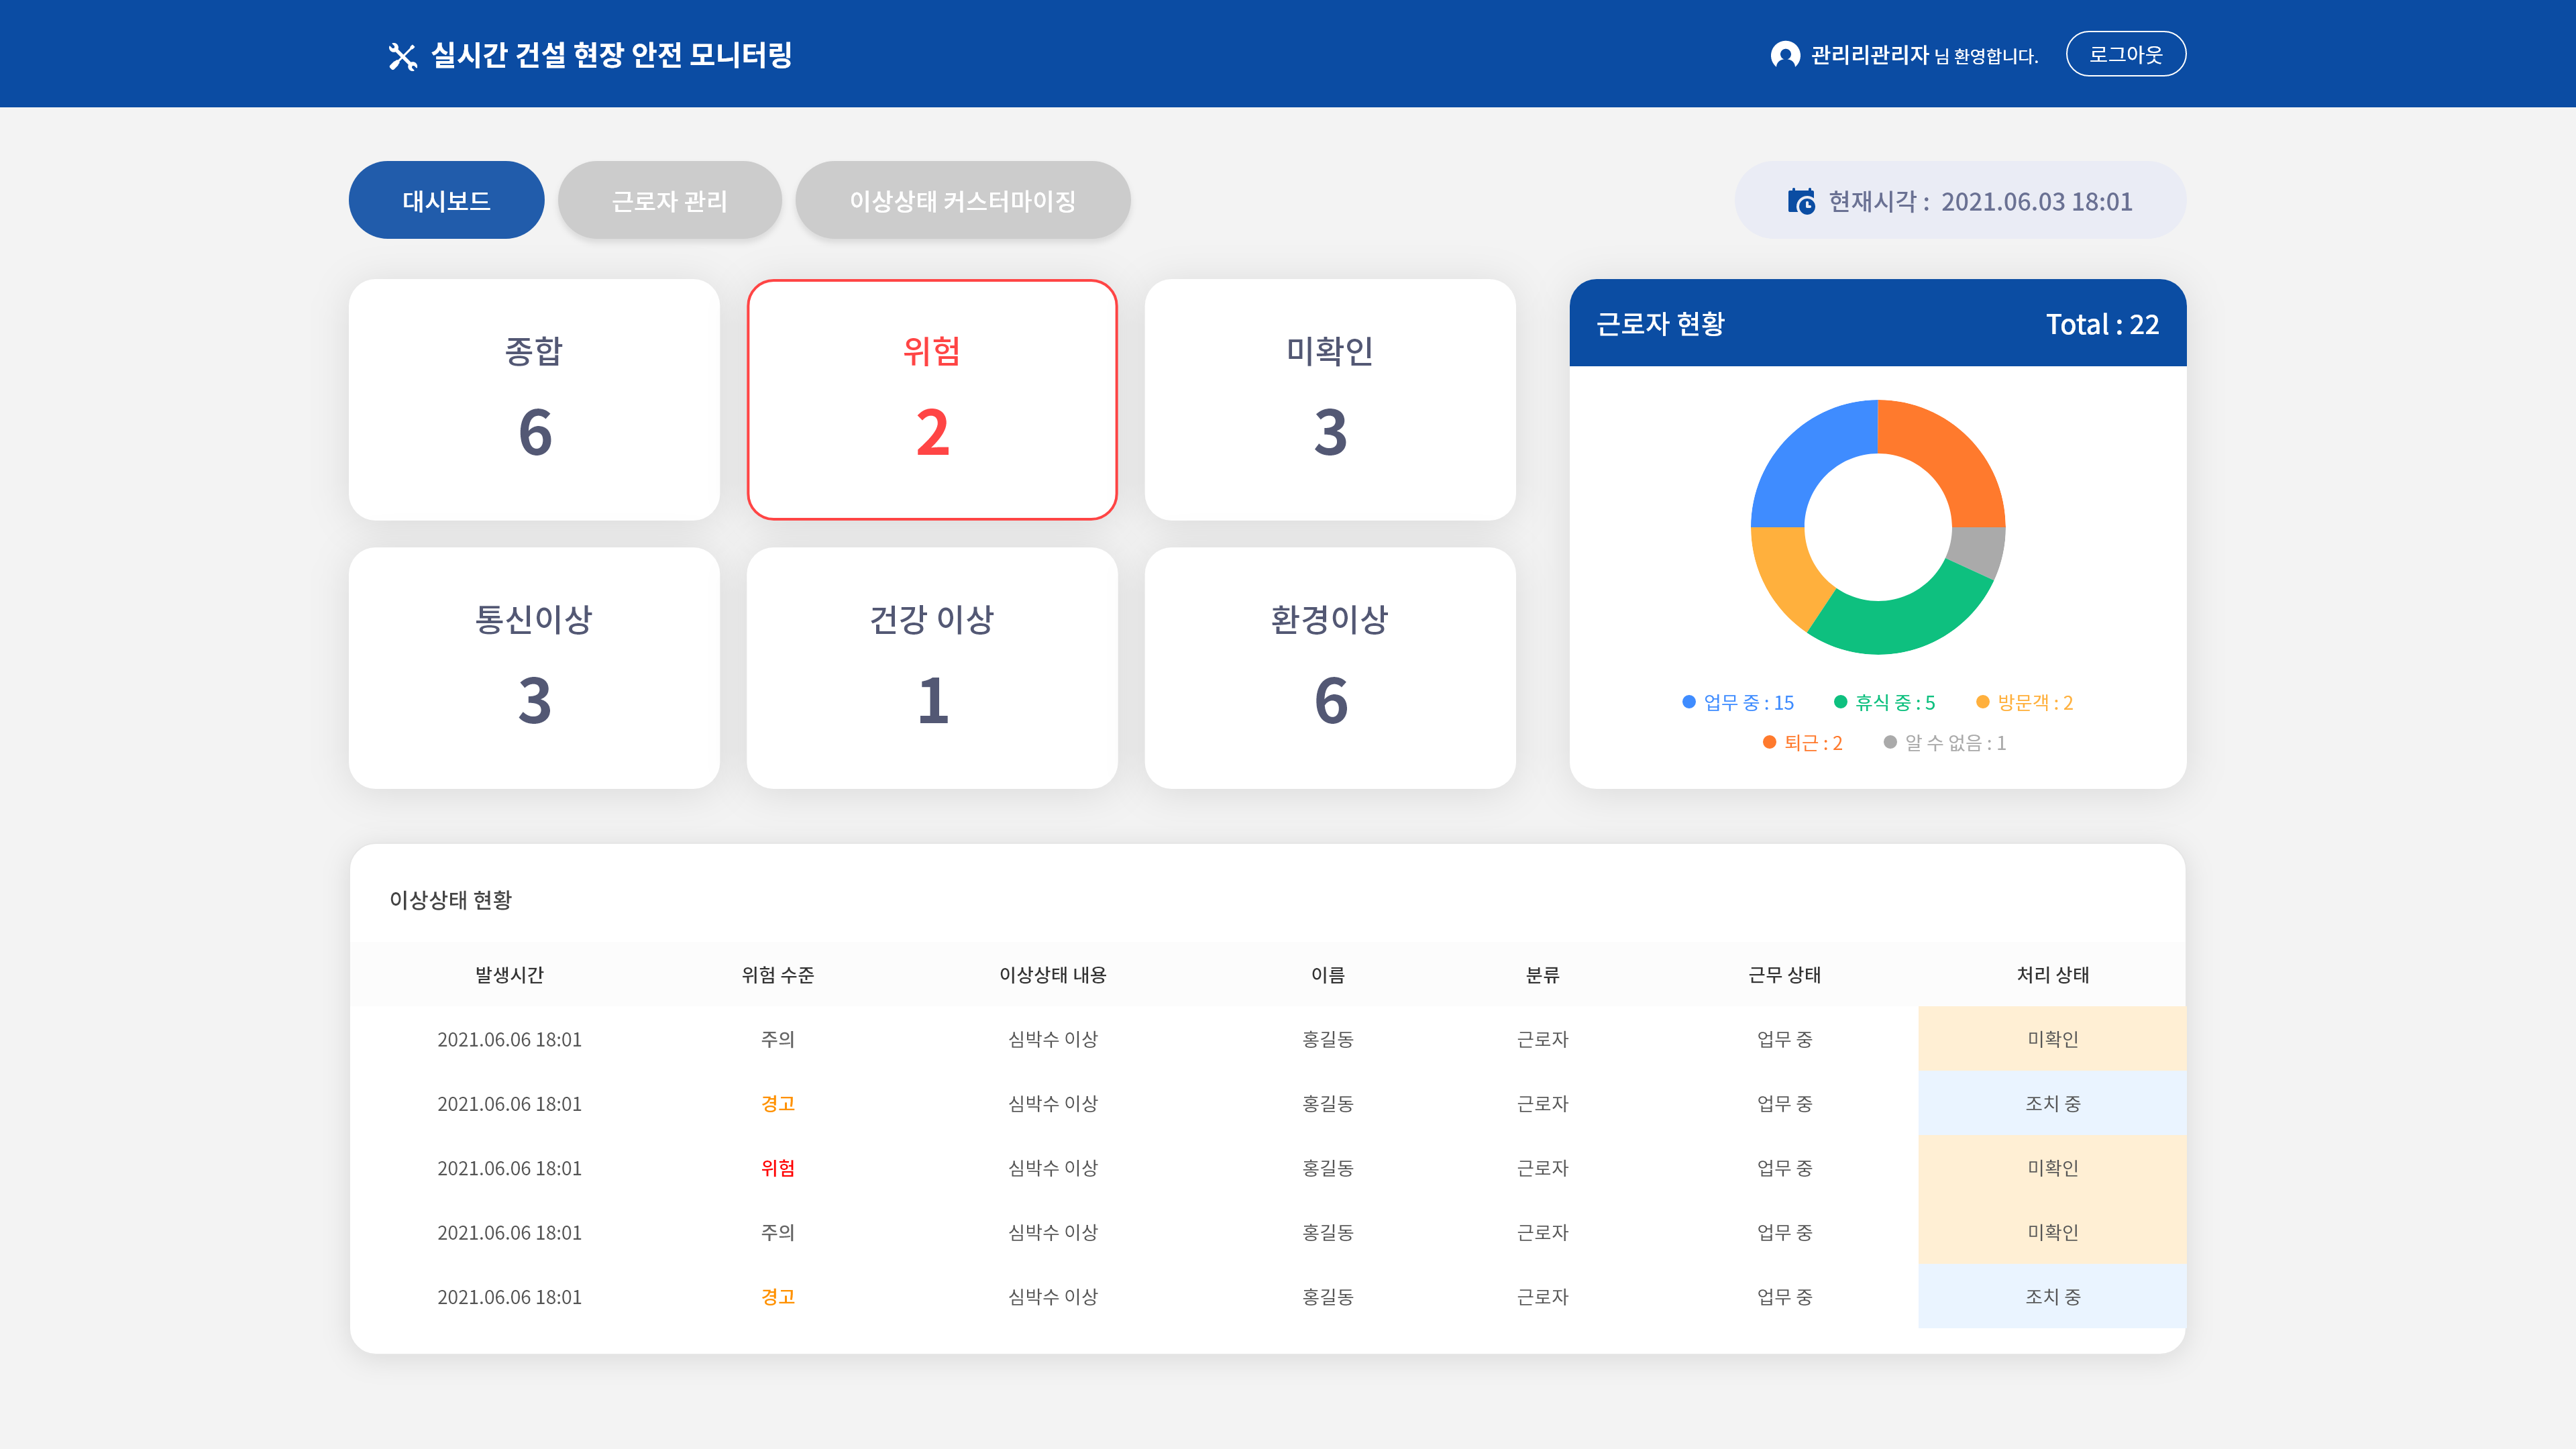 실시간 건설 현장 안전 모니터링
관리리관리자 님 환영합니다.
로그아웃
대시보드
근로자 관리
이상상태 커스터마이징
현재시각 : 2021.06.03 18:01
종합
6
위험
2
미확인
3
통신이상
3
건강 이상
1
환경이상
6
근로자 현황 Total : 22
업무 중 : 15 휴식 중 : 5 방문객 : 2
퇴근 : 2 알 수 없음 : 1
이상상태 현황
발생시간 위험 수준 이상상태 내용 이름 분류 근무 상태 처리 상태
2021.06.06 18:01 주의 심박수 이상 홍길동 근로자 업무 중 미확인
2021.06.06 18:01 경고 심박수 이상 홍길동 근로자 업무 중 조치 중
2021.06.06 18:01 위험 심박수 이상 홍길동 근로자 업무 중 미확인
2021.06.06 18:01 주의 심박수 이상 홍길동 근로자 업무 중 미확인
2021.06.06 18:01 경고 심박수 이상 홍길동 근로자 업무 중 조치 중